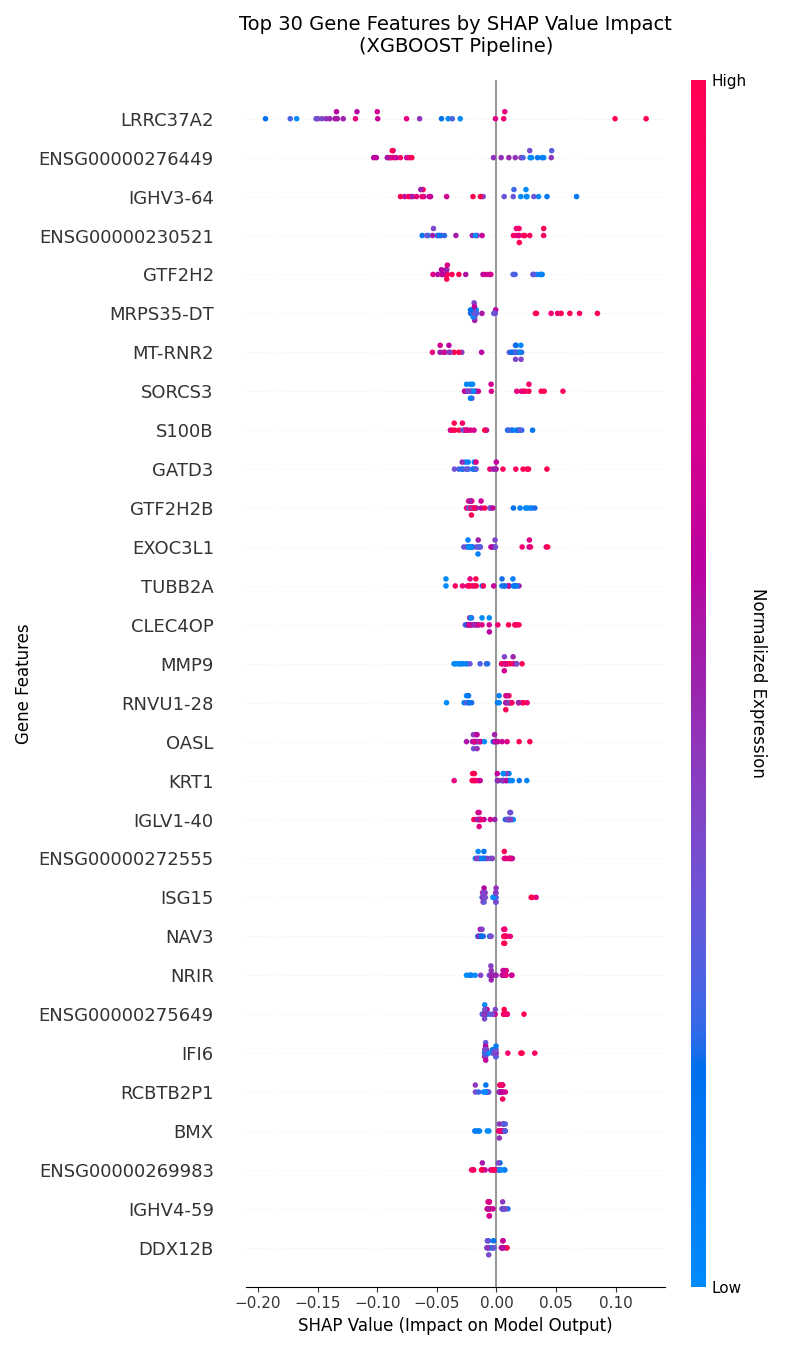 Top 30 Gene Features by SHAP Value Impact
(XGBOOST Pipeline)
High
LRRC37A2
ENSG00000276449
IGHV3-64
ENSG00000230521
GTF2H2
MRPS35-DT
MT-RNR2
SORCS3
S100B
GATD3
GTF2H2B
EXOC3L1
TUBB2A
CLEC4OP
MMP9
RNVU1-28
OASL
KRT1
IGLV1-40
ENSG00000272555
ISG15
NAV3
NRIR
ENSG00000275649
IFI6
RCBTB2P1
BMX
ENSG00000269983
IGHV4-59
DDX12B
Gene Features
Normalized Expression
Low
−0.20 −0.15 −0.10 −0.05 0.00 0.05 0.10
SHAP Value (Impact on Model Output)